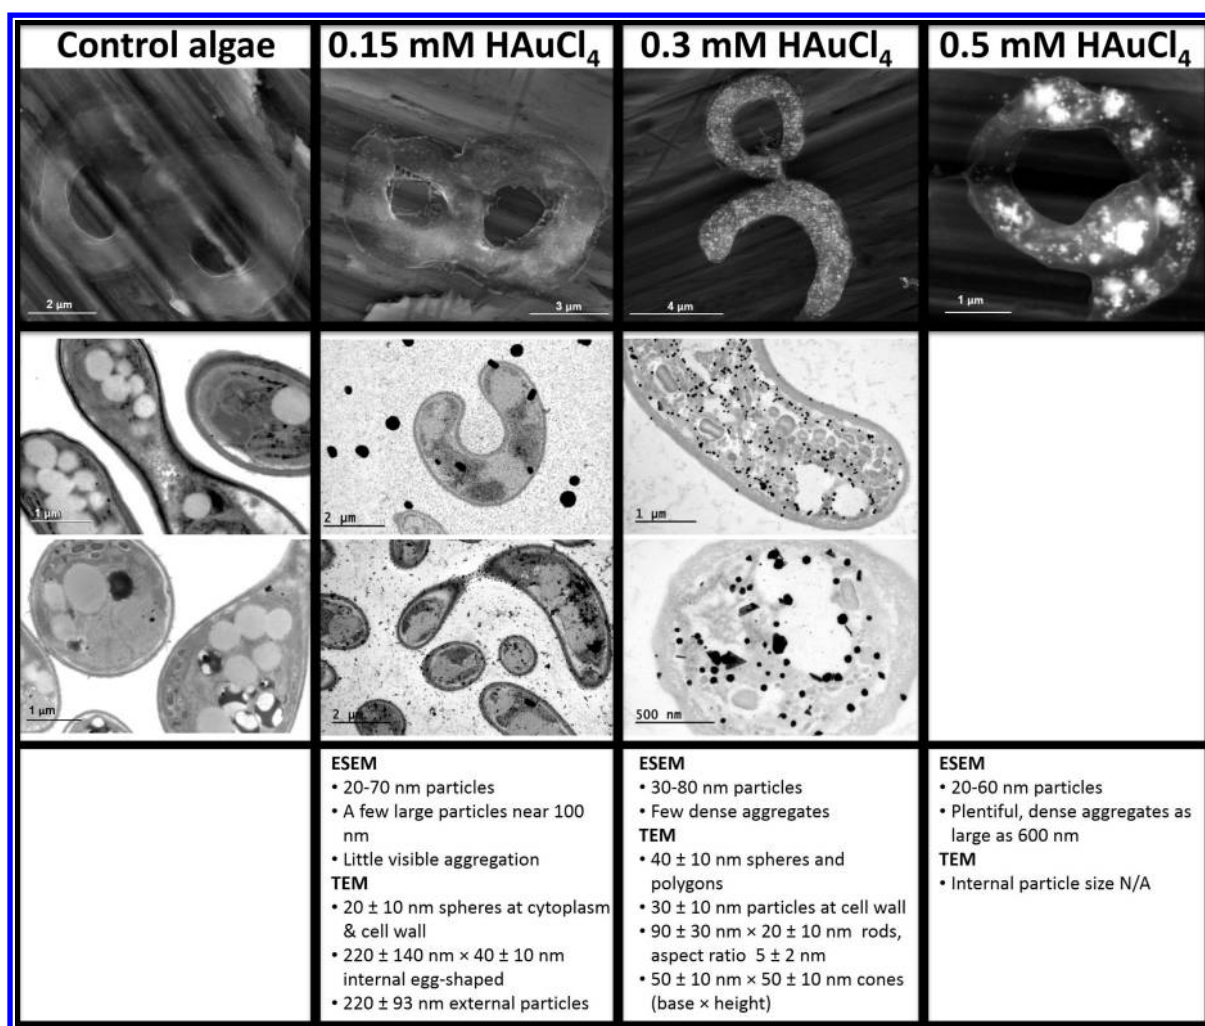 Control algae
0.15 mM HAuCl₄
0.3 mM HAuCl₄
0.5 mM HAuCl₄
2 μm
3 μm
4 μm
1 μm
1 μm
2 μm
1 μm
1 μm
2 μm
500 nm
ESEM
• 20-70 nm particles
• A few large particles near 100
nm
• Little visible aggregation
TEM
• 20 ± 10 nm spheres at cytoplasm
& cell wall
• 220 ± 140 nm × 40 ± 10 nm
internal egg-shaped
• 220 ± 93 nm external particles
ESEM
• 30-80 nm particles
• Few dense aggregates
TEM
• 40 ± 10 nm spheres and
polygons
• 30 ± 10 nm particles at cell wall
• 90 ± 30 nm × 20 ± 10 nm rods,
aspect ratio 5 ± 2 nm
• 50 ± 10 nm × 50 ± 10 nm cones
(base × height)
ESEM
• 20-60 nm particles
• Plentiful, dense aggregates as
large as 600 nm
TEM
• Internal particle size N/A